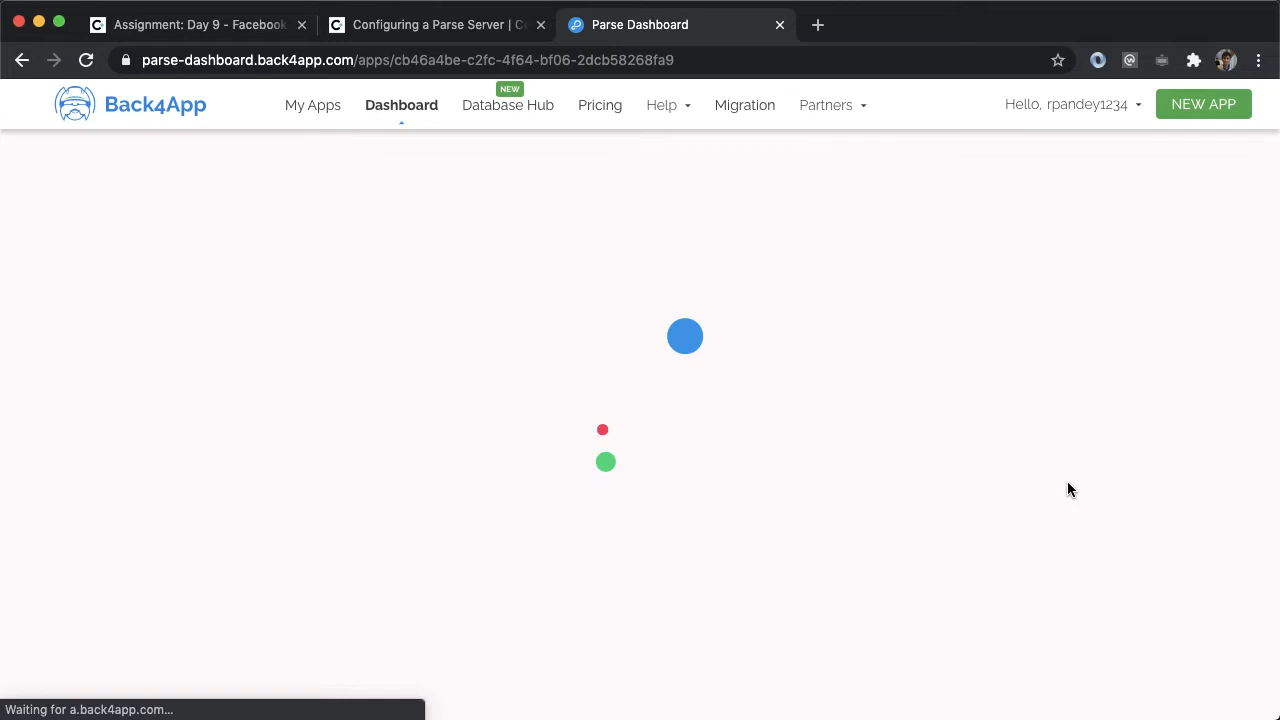 Assignment: Day 9 - Facebook
Configuring a Parse Server | Co
Parse Dashboard
parse-dashboard.back4app.com/apps/cb46a4be-c2fc-4f64-bf06-2dcb58268fa9
Back4App
My Apps
Dashboard
NEW
Database Hub
Pricing
Help
Migration
Partners
Hello, rpandey1234
NEW APP
Waiting for a.back4app.com...